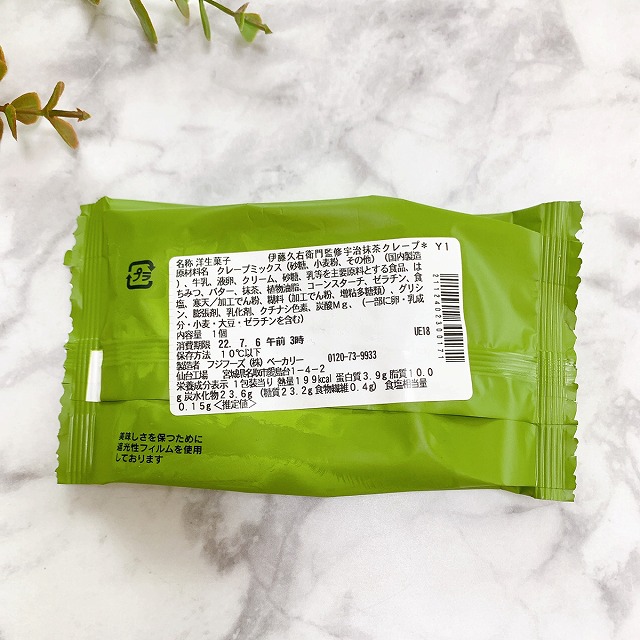 名称 洋生菓子 伊藤久右衛門監修宇治抹茶クレープ* Y1
原材料名 クレープミックス(砂糖、小麦粉、その他)(国内製造
)、牛乳、液卵、クリーム、砂糖、乳等を主要原料とする食品、は
ちみつ、バター、抹茶、植物油脂、コーンスターチ、ゼラチン、食
塩、寒天/加工でん粉、糊料(加工でん粉、増粘多糖類)、グリシ
ン、膨張剤、乳化剤、クチナシ色素、炭酸Mg、(一部に卵・乳成
分・小麦・大豆・ゼラチンを含む)
内容量 1個 UE18
消費期限 22. 7. 6 午前 3時
保存方法 10℃以下
製造者 フジフーズ(株) ベーカリー 0120-73-9933
仙台工場 宮城県名取市愛島台1-4-2
栄養成分表示 1包装当り 熱量199kcal 蛋白質3.9g 脂質10.0
g 炭水化物23.6g (糖質23.2g 食物繊維0.4g) 食塩相当量
0.15g <推定値>
2117240230017
プラ
美味しさを保つために
遮光性フィルムを使用
しております